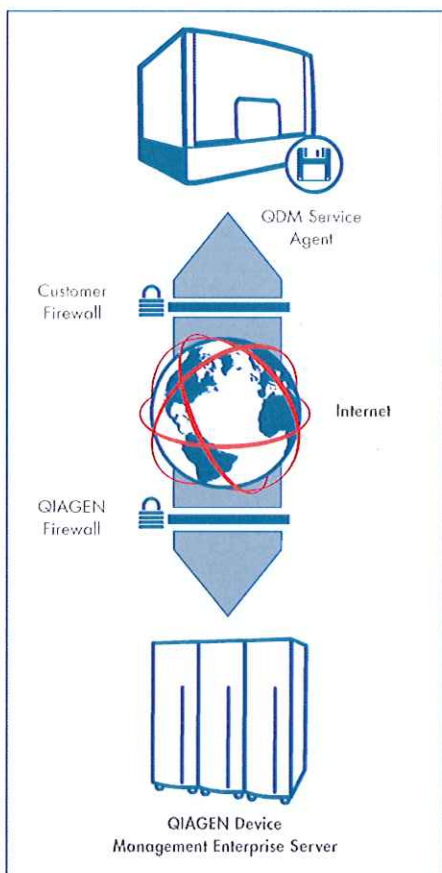 QDM Service
Agent
Customer
Firewall
Internet
QIAGEN
Firewall
QIAGEN Device
Management Enterprise Server